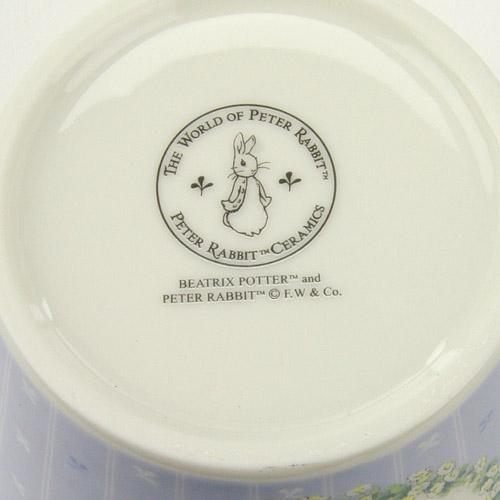 THE WORLD OF PETER RABBIT™
PETER RABBIT™ CERAMICS
BEATRIX POTTER™ and
PETER RABBIT™ © F.W & Co.